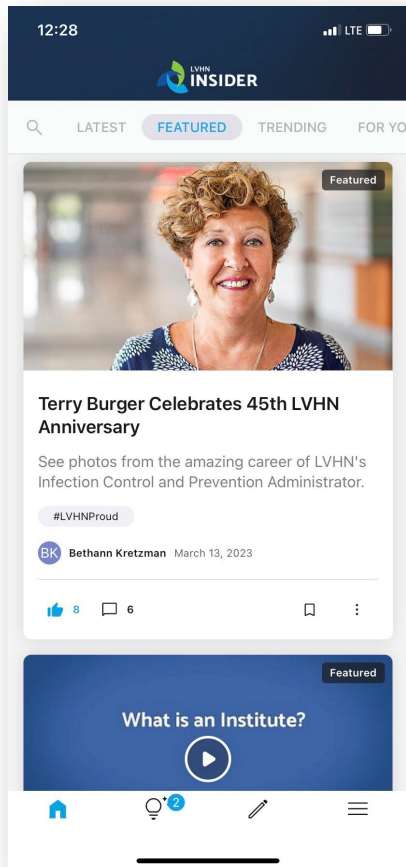 12:28
LTE
LVHN
INSIDER
LATEST
FEATURED
TRENDING
FOR YO
Featured
Terry Burger Celebrates 45th LVHN
Anniversary
See photos from the amazing career of LVHN's
Infection Control and Prevention Administrator.
#LVHNProud
BK Bethann Kretzman March 13, 2023
8 6
Featured
What is an Institute?
2